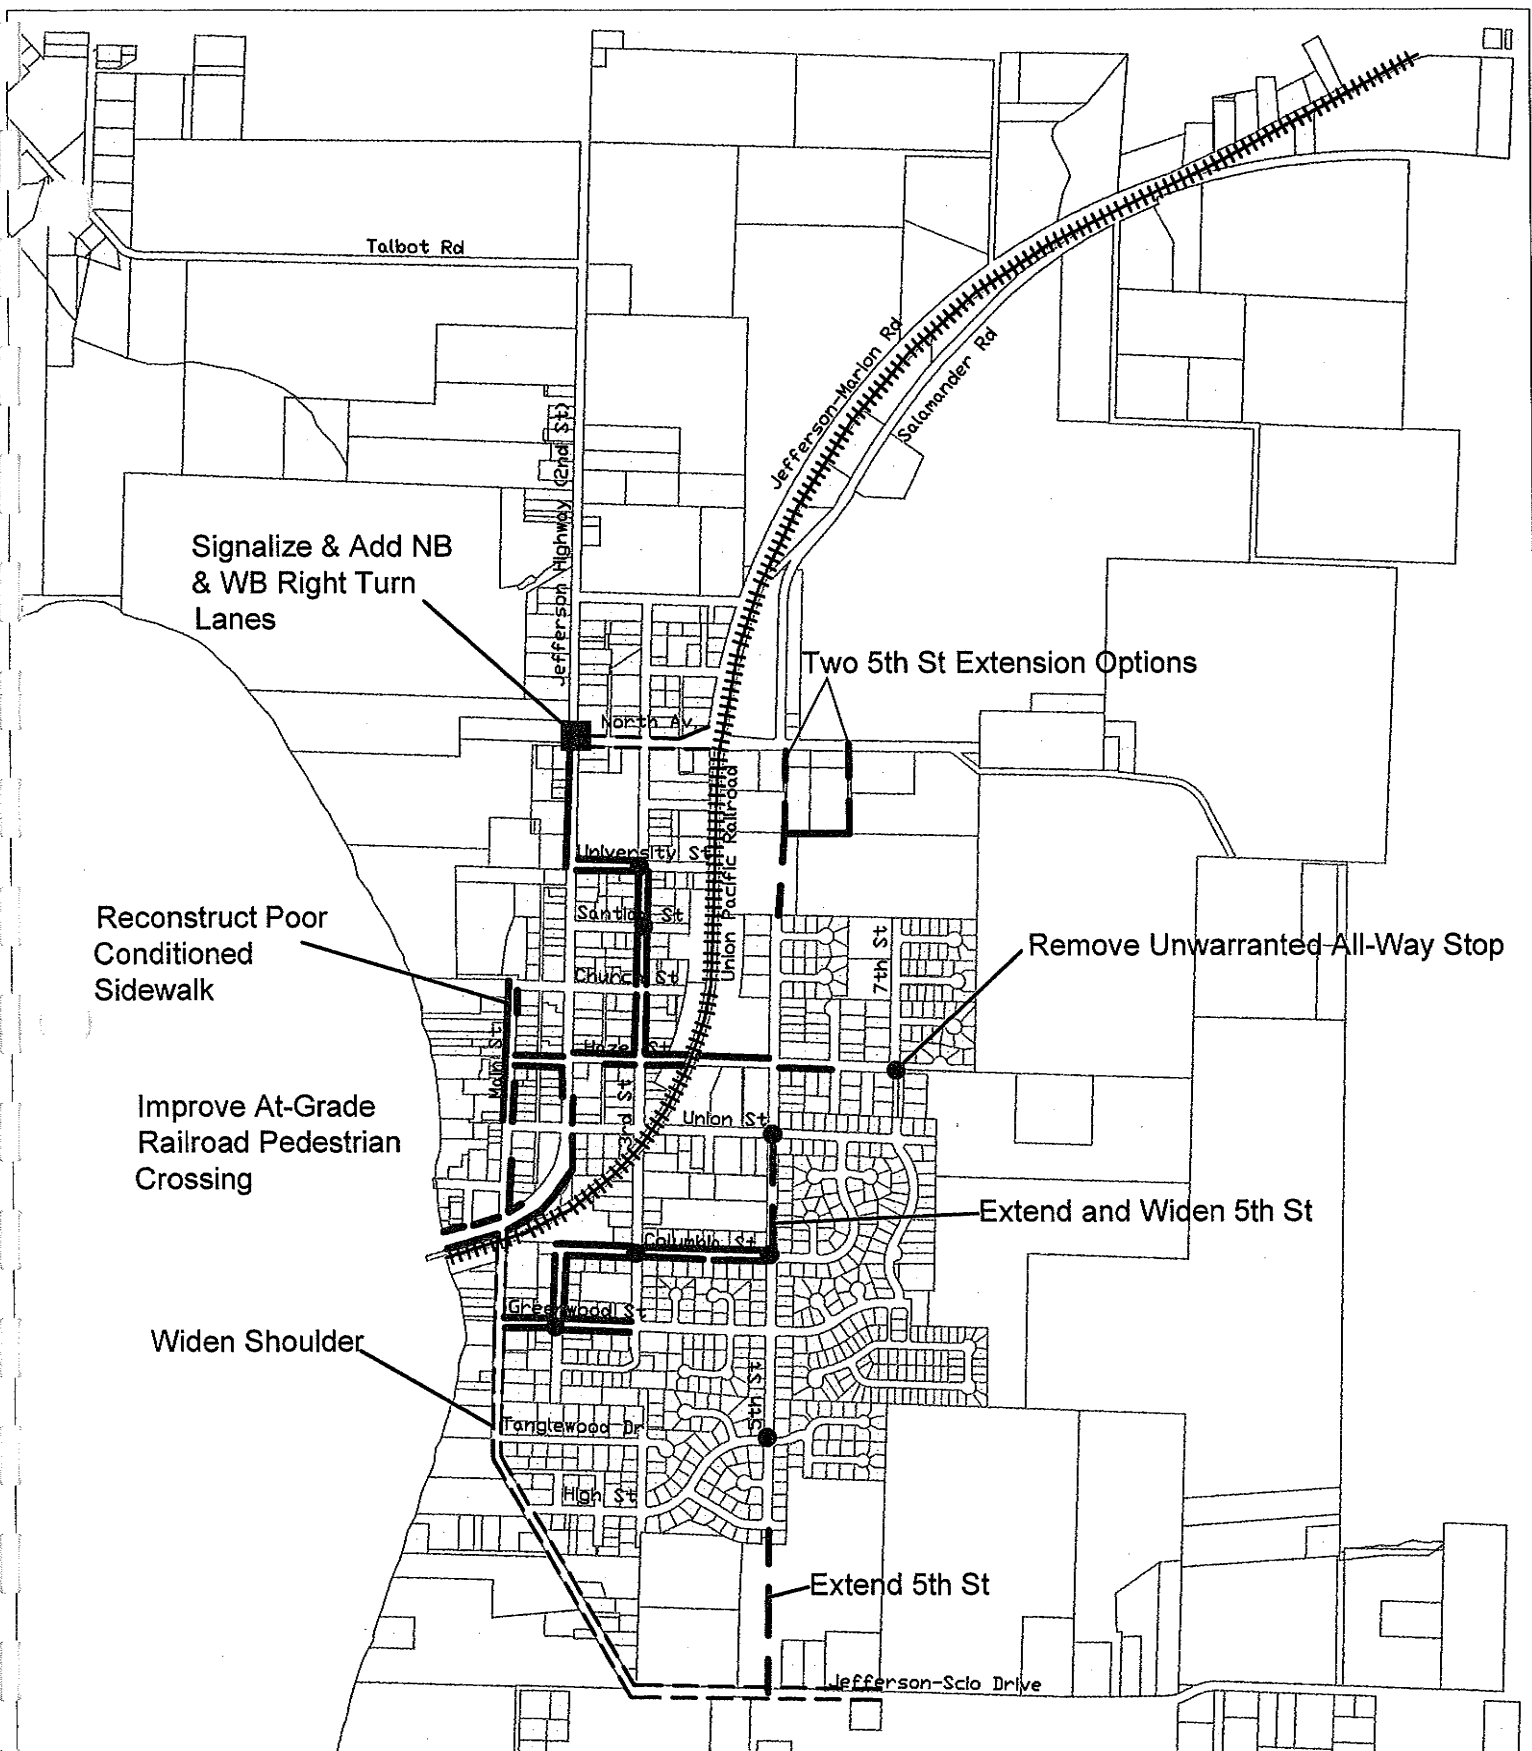 Talbot Rd
Jefferson-Marion Rd
Salamander Rd
Jefferson Highway (2nd St)
Signalize & Add NB
& WB Right Turn
Lanes
Two 5th St Extension Options
North Av
Union Pacific Railroad
University St
Santiam St
7th St
Reconstruct Poor
Conditioned
Sidewalk
Remove Unwarranted All-Way Stop
Church St
Main St
Hazel St
Improve At-Grade
Railroad Pedestrian
Crossing
3rd St
Union St
Extend and Widen 5th St
Columbia St
Greenwood St
Widen Shoulder
5th St
Tanglewood Dr
High St
Extend 5th St
Jefferson-Scio Drive